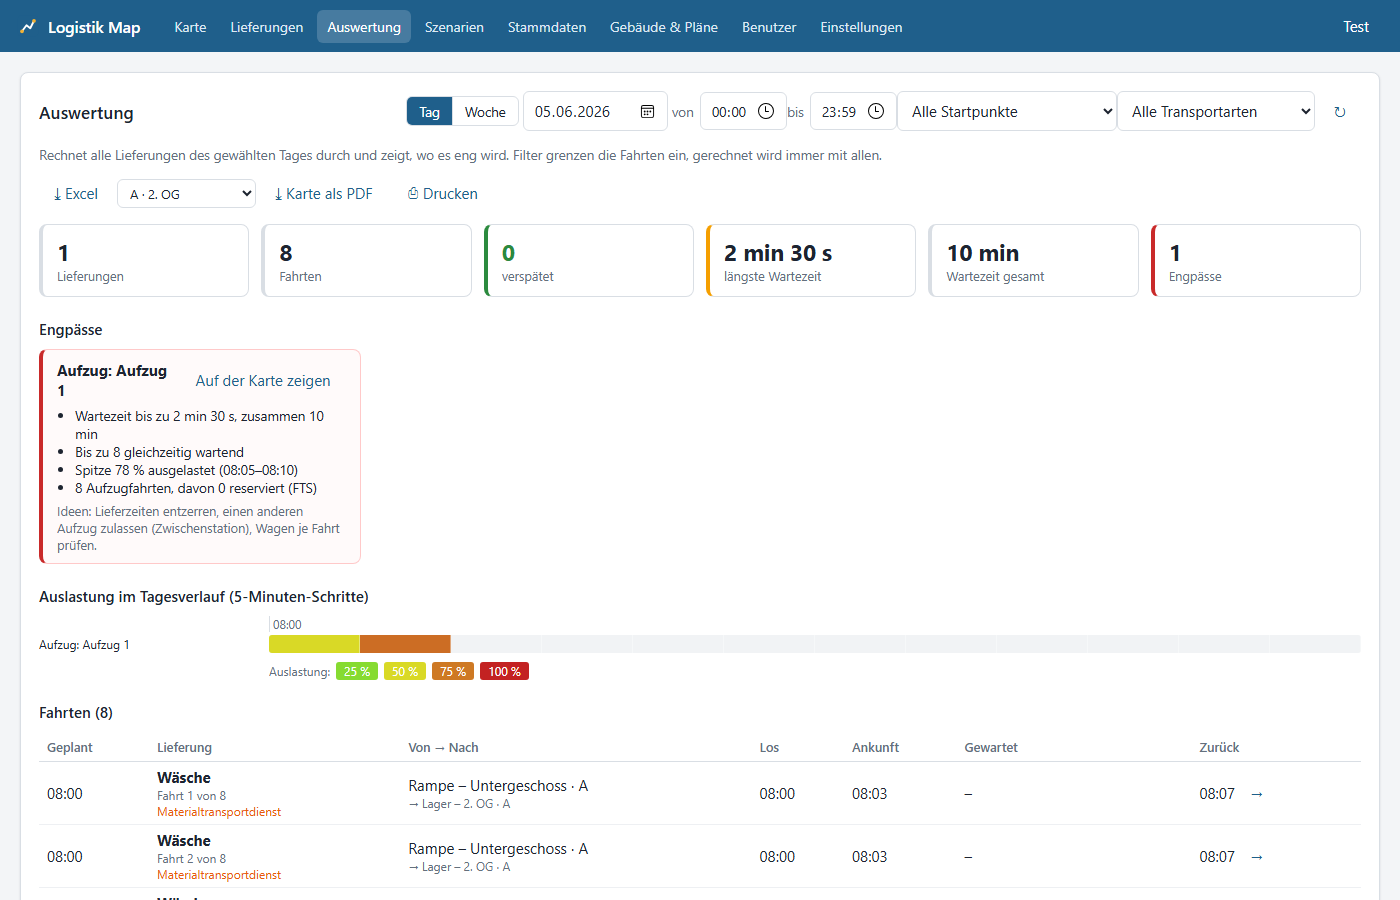 Logistik Map Karte Lieferungen Auswertung Szenarien Stammdaten Gebäude & Pläne Benutzer Einstellungen Test
Auswertung Tag Woche 05.06.2026 von 00:00 bis 23:59 Alle Startpunkte Alle Transportarten ↻
Rechnet alle Lieferungen des gewählten Tages durch und zeigt, wo es eng wird. Filter grenzen die Fahrten ein, gerechnet wird immer mit allen.
↓ Excel A · 2. OG ↓ Karte als PDF ⎙ Drucken
1 8 0 2 min 30 s 10 min 1
Lieferungen Fahrten verspätet längste Wartezeit Wartezeit gesamt Engpässe
Engpässe
Aufzug: Aufzug
1
Auf der Karte zeigen
• Wartezeit bis zu 2 min 30 s, zusammen 10
min
• Bis zu 8 gleichzeitig wartend
• Spitze 78 % ausgelastet (08:05–08:10)
• 8 Aufzugfahrten, davon 0 reserviert (FTS)
Ideen: Lieferzeiten entzerren, einen anderen
Aufzug zulassen (Zwischenstation), Wagen je Fahrt
prüfen.
Auslastung im Tagesverlauf (5-Minuten-Schritte)
08:00
Aufzug: Aufzug 1
Auslastung: 25 % 50 % 75 % 100 %
Fahrten (8)
Geplant Lieferung Von → Nach Los Ankunft Gewartet Zurück
08:00 Wäsche Rampe – Untergeschoss · A 08:00 08:03 – 08:07 →
Fahrt 1 von 8 → Lager – 2. OG · A
Materialtransportdienst
08:00 Wäsche Rampe – Untergeschoss · A 08:00 08:03 – 08:07 →
Fahrt 2 von 8 → Lager – 2. OG · A
Materialtransportdienst